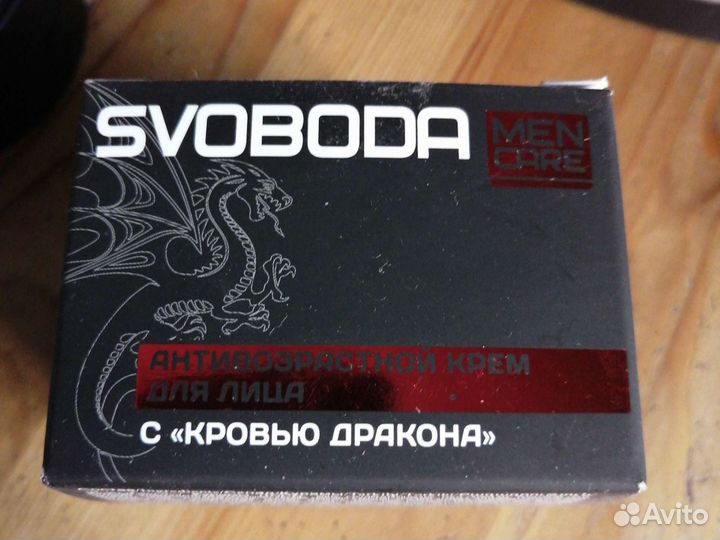 SVOBODA
MEN
CARE
АНТИВОЗРАСТНОЙ КРЕМ
ДЛЯ ЛИЦА
С «КРОВЬЮ ДРАКОНА»
Avito